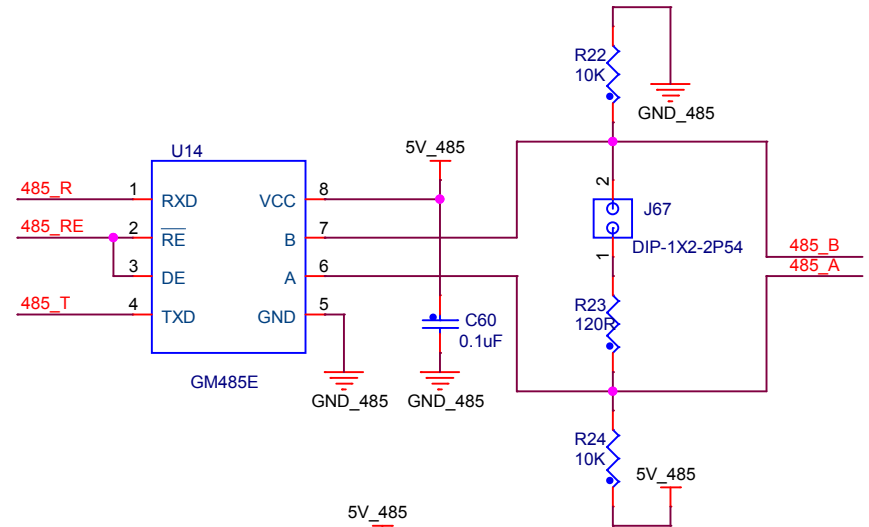 R22
10K
GND_485
U14
5V_485
485_R
1
RXD
VCC
8
2
J67
485_RE
2
RE
B
7
DIP-1X2-2P54
485_B
3
DE
A
6
1
485_A
485_T
4
TXD
GND
5
C60
0.1uF
R23
120R
GM485E
GND_485
GND_485
R24
10K
5V_485
5V_485